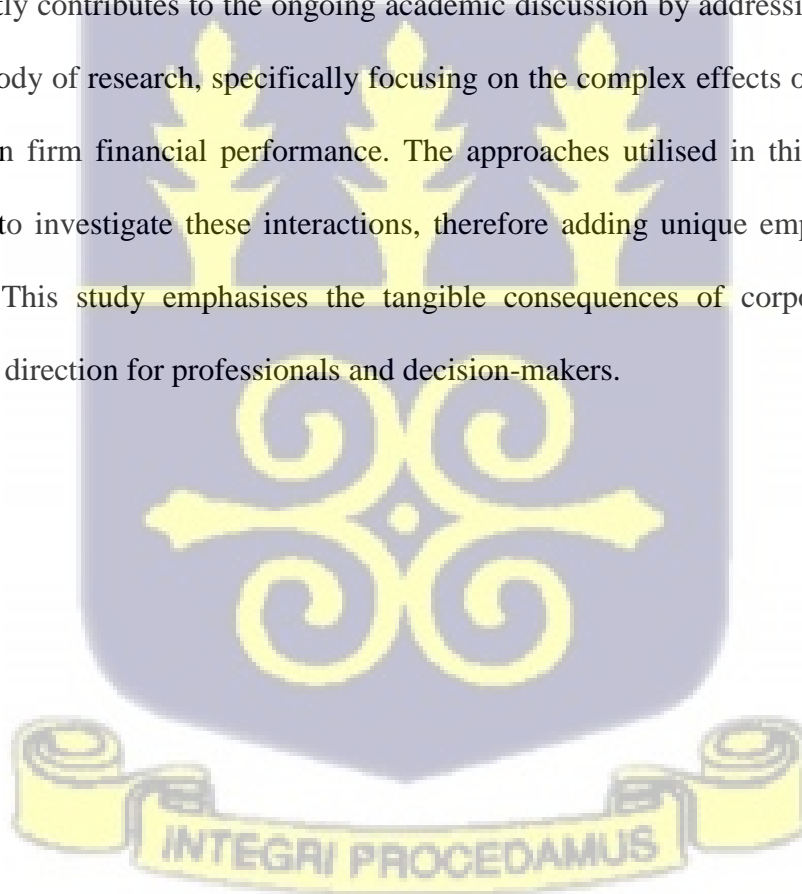 tly contributes to the ongoing academic discussion by addressi
ody of research, specifically focusing on the complex effects o
n firm financial performance. The approaches utilised in thi
to investigate these interactions, therefore adding unique emp
This study emphasises the tangible consequences of corp
direction for professionals and decision-makers.
INTEGRI PROCEDAMUS